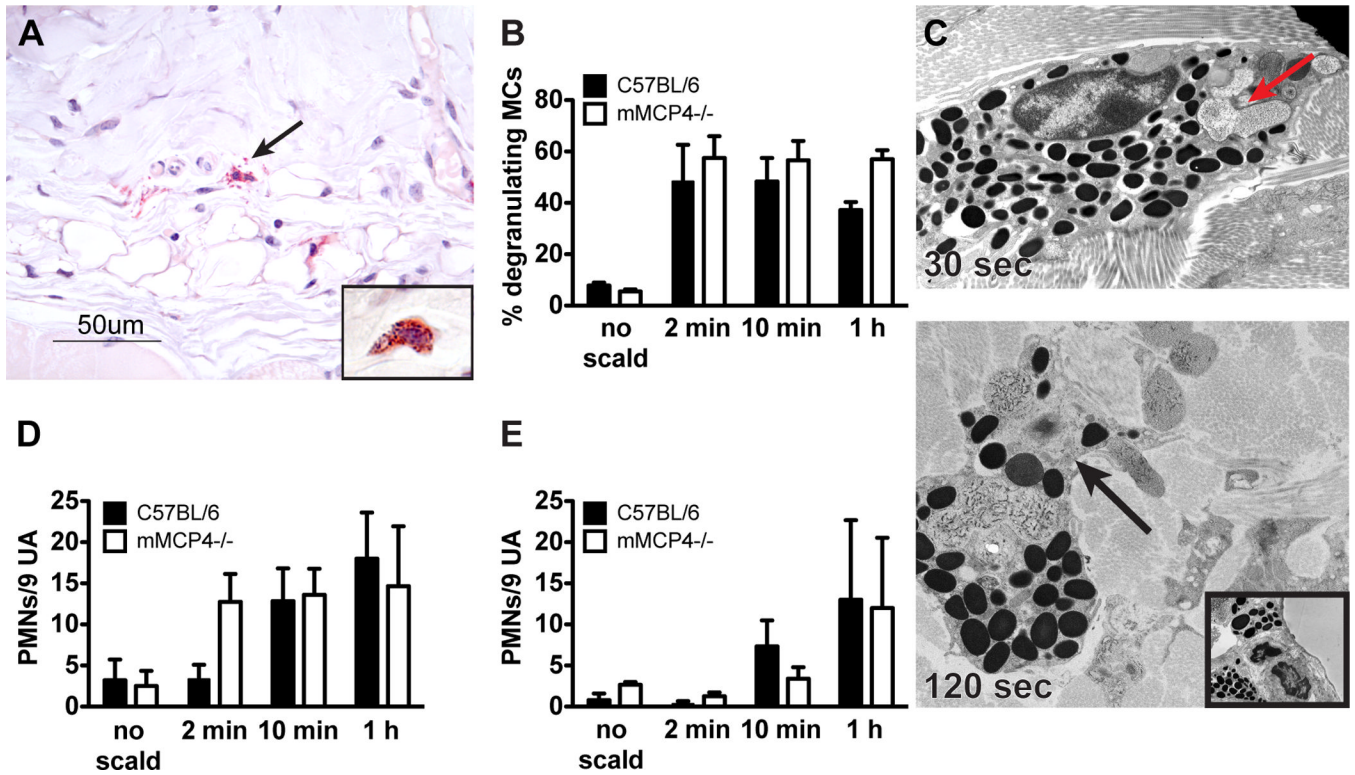 A
50um
B
C57BL/6
mMCP4-/-
% degranulating MCs
80
60
40
20
0
no scald
2 min
10 min
1 h
C
30 sec
120 sec
D
C57BL/6
mMCP4-/-
PMNs/9 UA
25
20
15
10
5
0
no scald
2 min
10 min
1 h
E
C57BL/6
mMCP4-/-
PMNs/9 UA
25
20
15
10
5
0
no scald
2 min
10 min
1 h